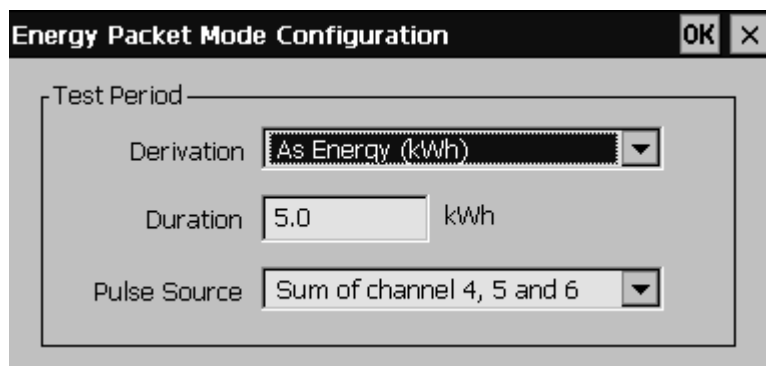 Energy Packet Mode Configuration OK ×
Test Period
Derivation As Energy (kWh)
Duration 5.0 kWh
Pulse Source Sum of channel 4, 5 and 6